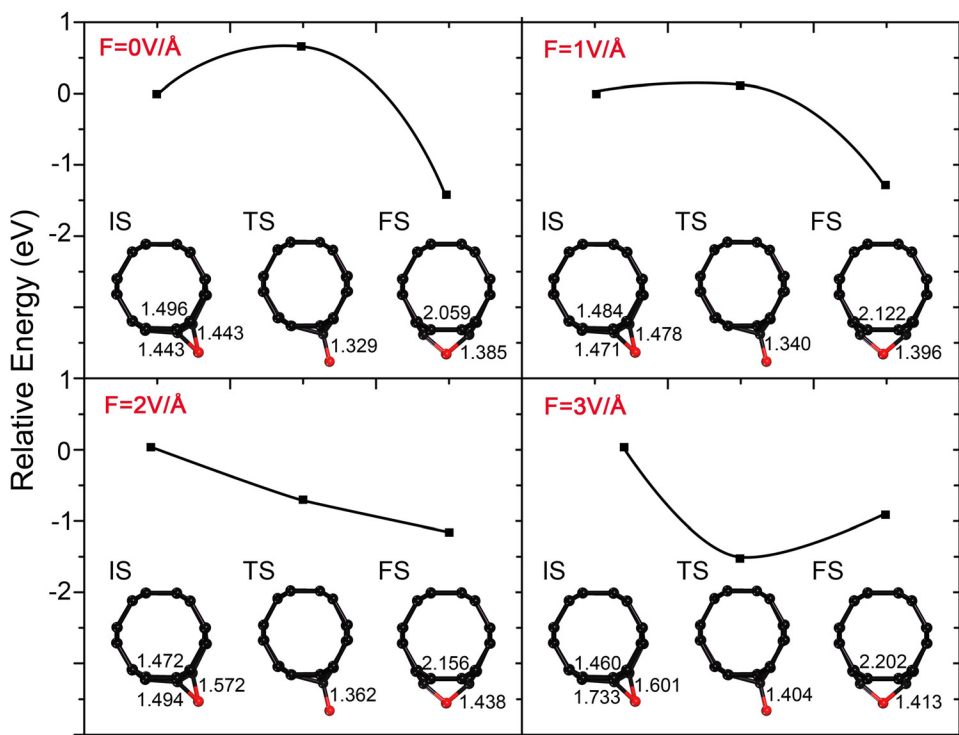 Relative Energy (eV)
1
0
-1
-2
F=0V/Å
IS
TS
FS
1.496
1.443
1.443
1.329
2.059
1.385
F=1V/Å
IS
TS
FS
1.484
1.478
1.471
1.340
2.122
1.396
1
0
-1
-2
F=2V/Å
IS
TS
FS
1.472
1.572
1.494
1.362
2.156
1.438
F=3V/Å
IS
TS
FS
1.460
1.601
1.733
1.404
2.202
1.413